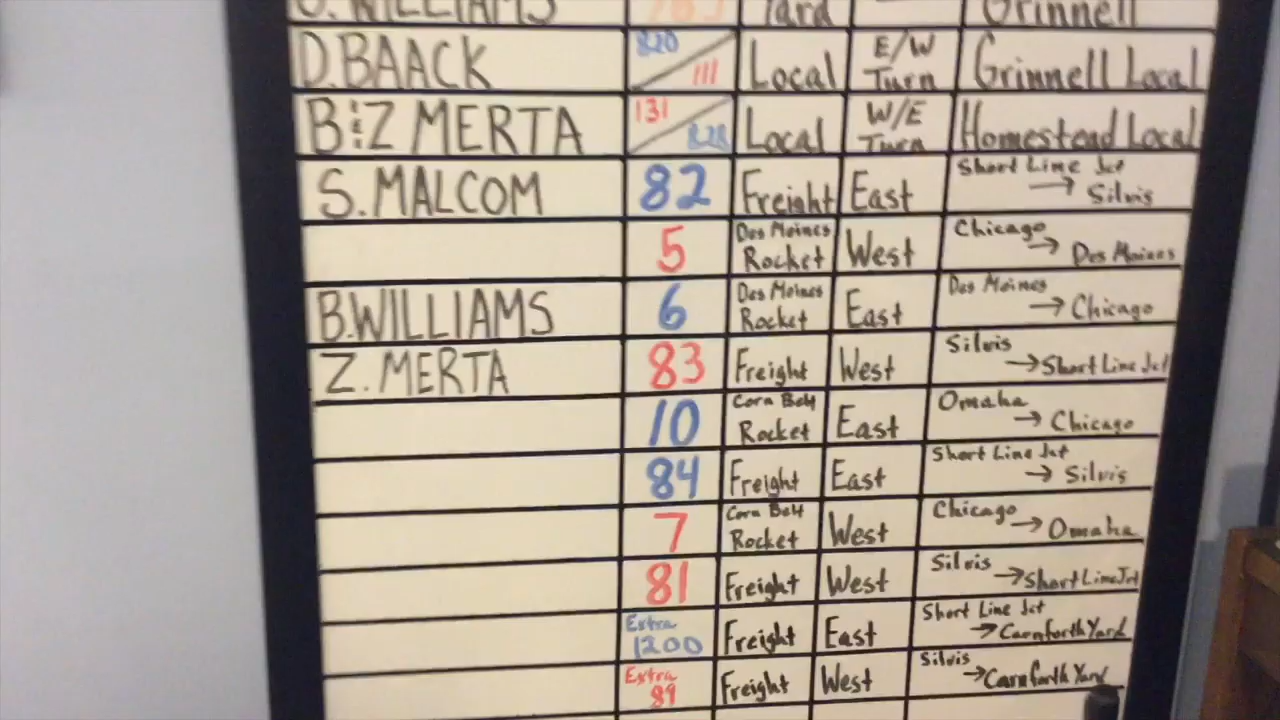 WILLIAMS Yard Grinnell
D.BAACK 820 / 111 Local E/W Turn Grinnell Local
B&Z MERTA 131 / 828 Local W/E Turn Homestead Local
S.MALCOM 82 Freight East Short Line Jct → Silvis
5 Des Moines Rocket West Chicago → Des Moines
B.WILLIAMS 6 Des Moines Rocket East Des Moines → Chicago
Z.MERTA 83 Freight West Silvis → Short Line Jct
10 Corn Belt Rocket East Omaha → Chicago
84 Freight East Short Line Jct → Silvis
7 Corn Belt Rocket West Chicago → Omaha
81 Freight West Silvis → Short Line Jct
Extra 1200 Freight East Short Line Jct → Carnforth Yard
Extra 89 Freight West Silvis → Carnforth Yard